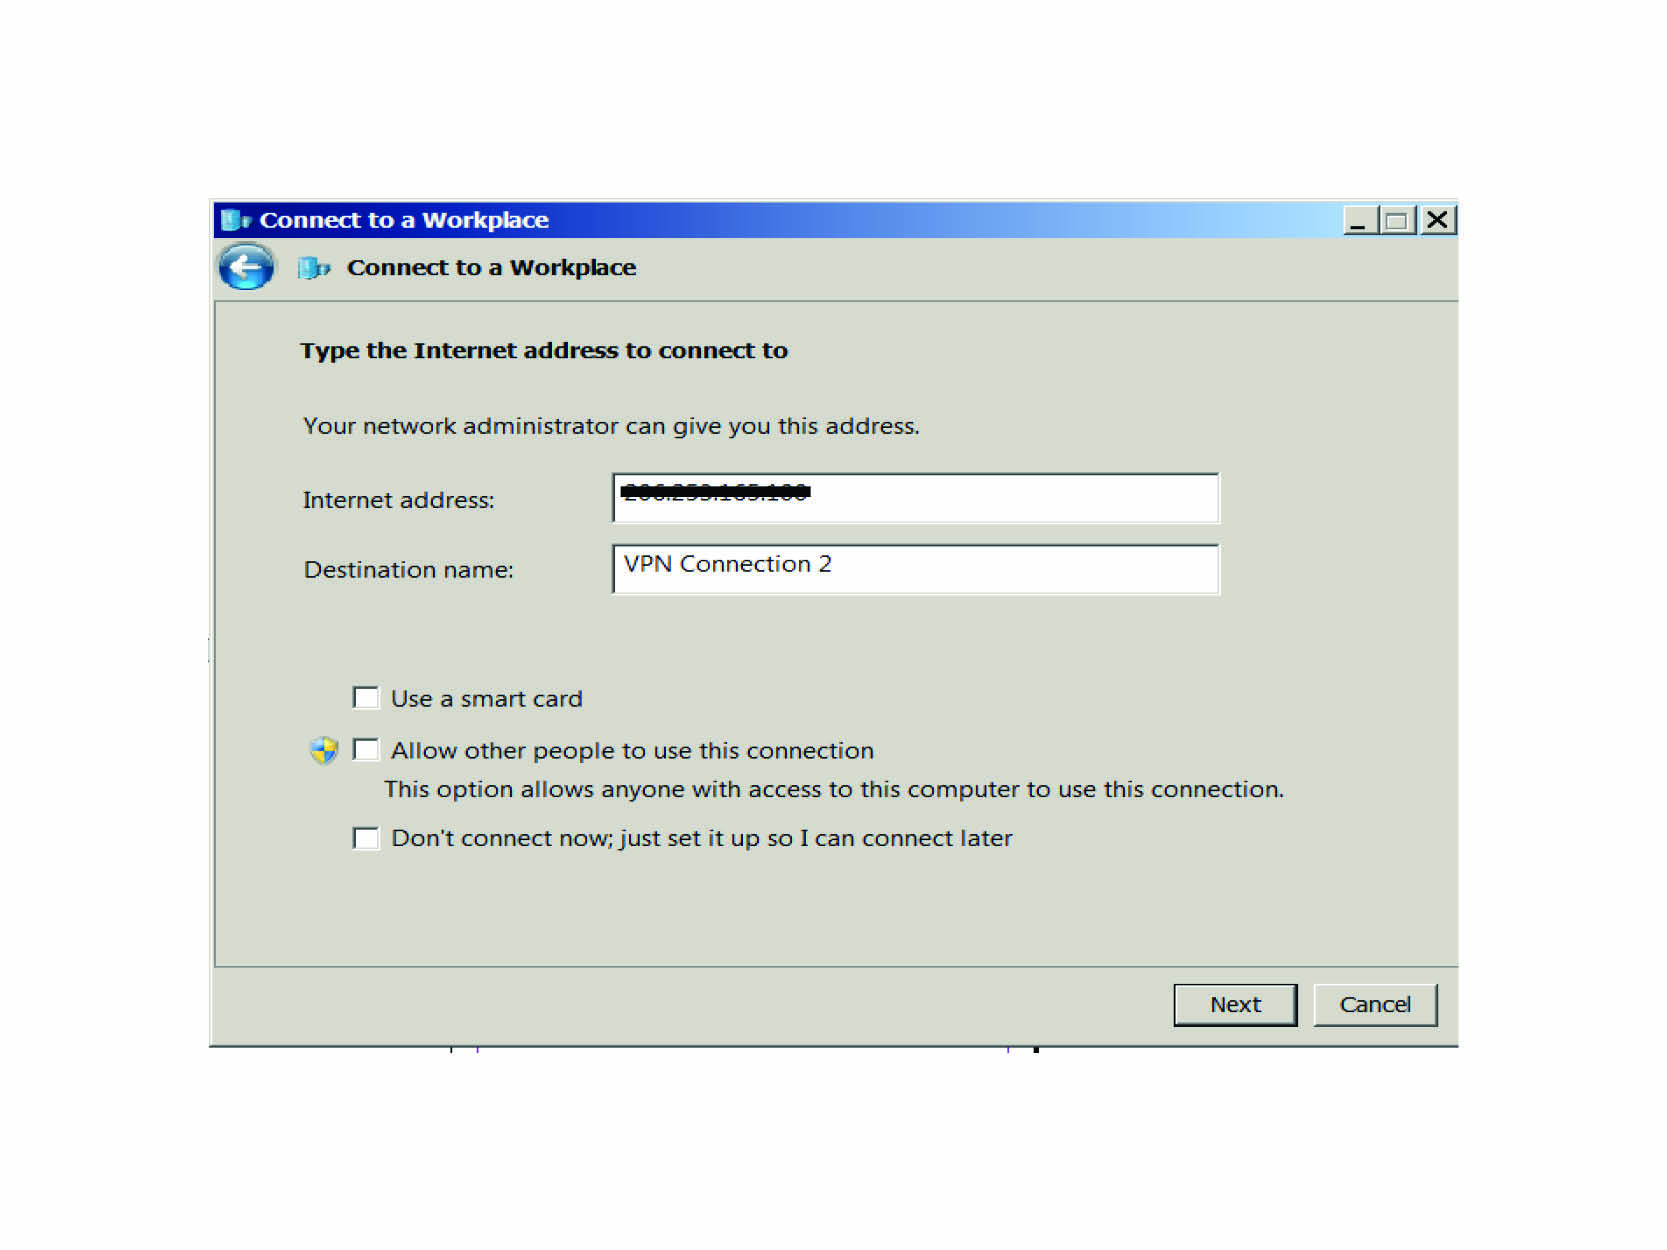 Connect to a Workplace
Connect to a Workplace
Type the Internet address to connect to
Your network administrator can give you this address.
Internet address:
Destination name: VPN Connection 2
Use a smart card
Allow other people to use this connection
This option allows anyone with access to this computer to use this connection.
Don't connect now; just set it up so I can connect later
Next Cancel